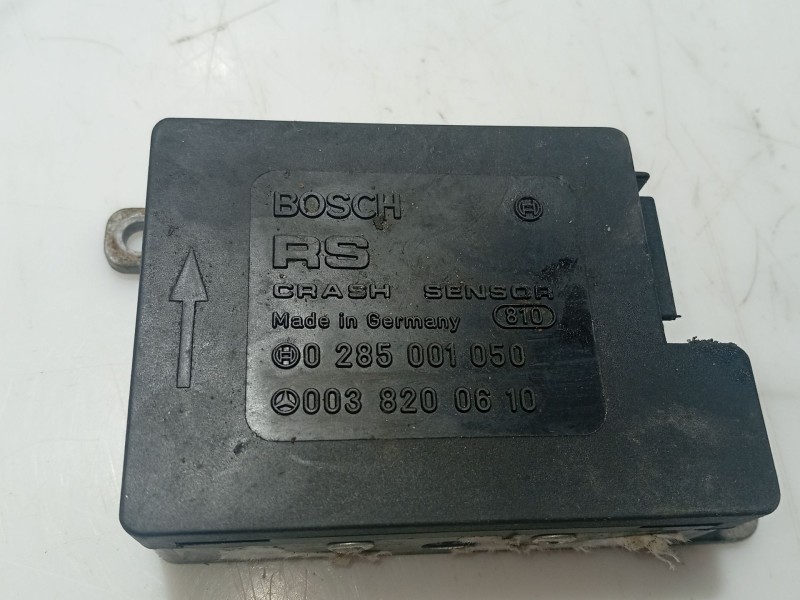 BOSCH
RS
CRASH SENSOR
Made in Germany 810
0 285 001 050
003 820 06 10